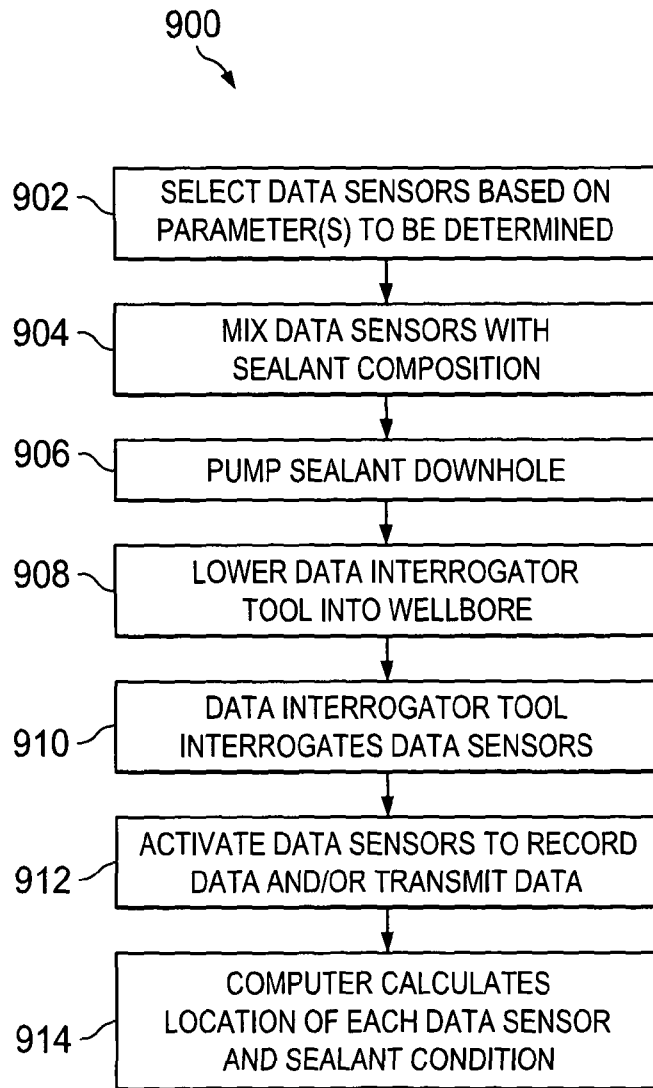 900
902
SELECT DATA SENSORS BASED ON
PARAMETER(S) TO BE DETERMINED
904
MIX DATA SENSORS WITH
SEALANT COMPOSITION
906
PUMP SEALANT DOWNHOLE
908
LOWER DATA INTERROGATOR
TOOL INTO WELLBORE
910
DATA INTERROGATOR TOOL
INTERROGATES DATA SENSORS
912
ACTIVATE DATA SENSORS TO RECORD
DATA AND/OR TRANSMIT DATA
914
COMPUTER CALCULATES
LOCATION OF EACH DATA SENSOR
AND SEALANT CONDITION